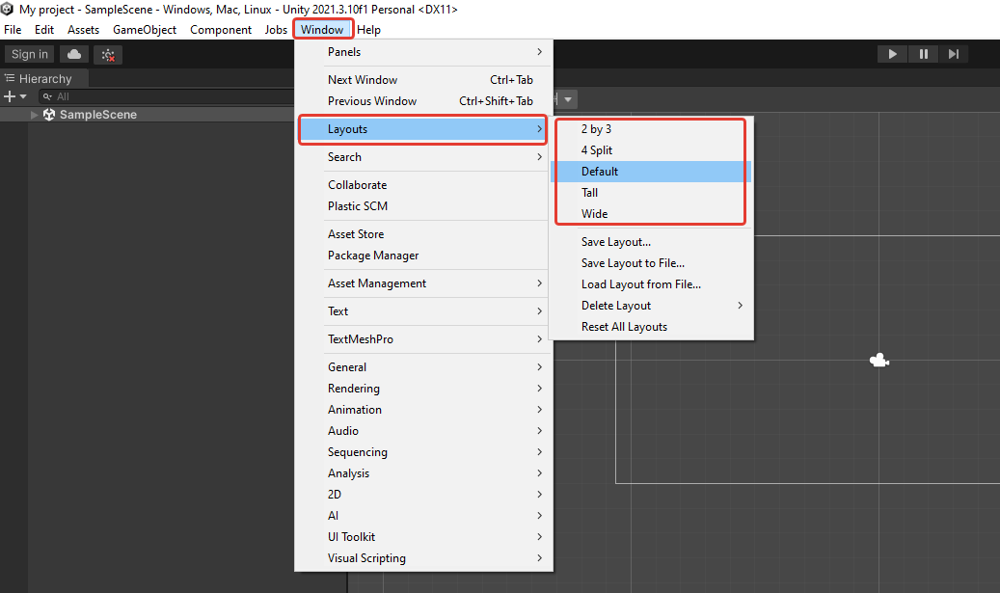 My project - SampleScene - Windows, Mac, Linux - Unity 2021.3.10f1 Personal <DX11>
File Edit Assets GameObject Component Jobs Window Help
Sign in
Hierarchy
All
SampleScene
Panels
Next Window Ctrl+Tab
Previous Window Ctrl+Shift+Tab
Layouts
Search
Collaborate
Plastic SCM
Asset Store
Package Manager
Asset Management
Text
TextMeshPro
General
Rendering
Animation
Audio
Sequencing
Analysis
2D
AI
UI Toolkit
Visual Scripting
2 by 3
4 Split
Default
Tall
Wide
Save Layout...
Save Layout to File...
Load Layout from File...
Delete Layout
Reset All Layouts